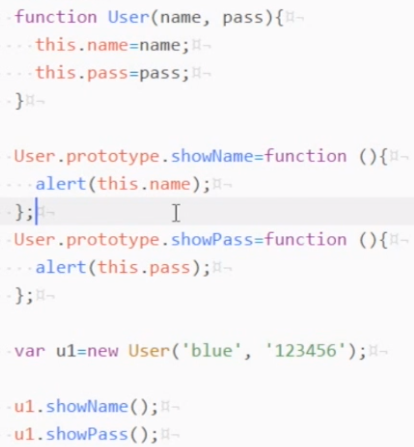 function User(name, pass){
this.name=name;
this.pass=pass;
}
User.prototype.showName=function (){
alert(this.name);
};
User.prototype.showPass=function (){
alert(this.pass);
};
var u1=new User('blue', '123456');
u1.showName();
u1.showPass();